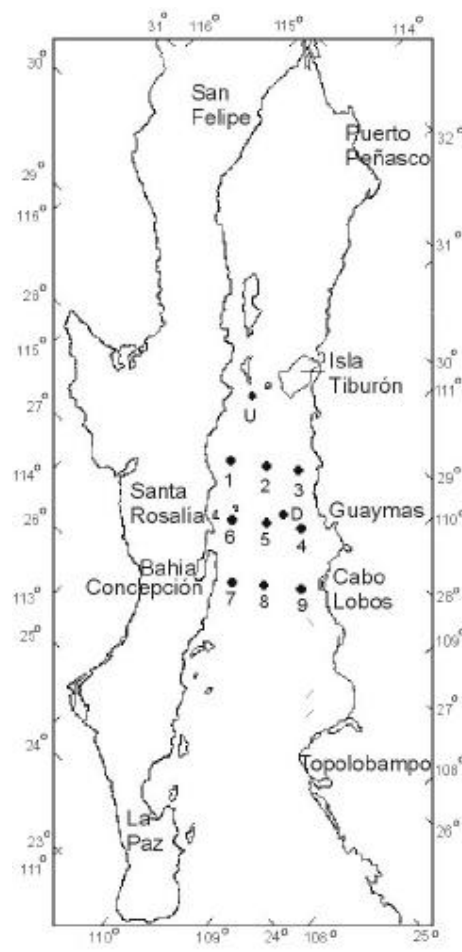 31° 116 115° 114
30°
San
Felipe
Puerto
Peñasco
32°
29°
116°
31°
28°
115°
Isla
Tiburón
30°
111°
27°
U
1 2 3
114°
29°
Santa
Rosalia
Guaymas
D
110°
26°
6 5 4
Bahia
Concepción
Cabo
Lobos
7 8 9
113°
28°
25°
109°
27°
24°
Topolobampo
108°
La
Paz
26°
23°
111°
110° 109° 24° 108° 25°